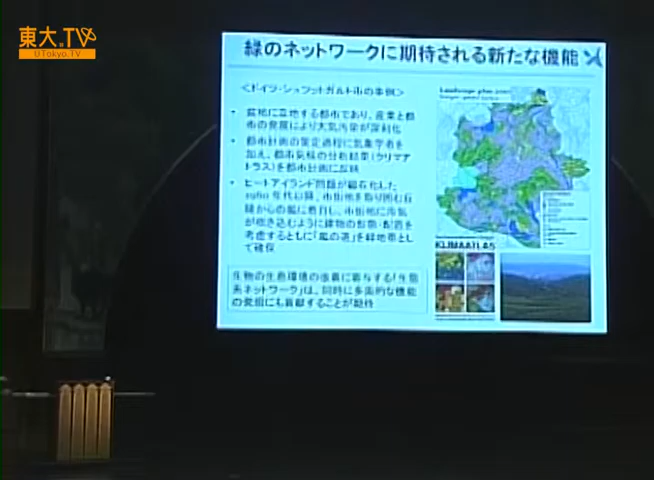 東大.TV
UTokyo.TV
緑のネットワークに期待される新たな機能
<ドイツ・シュツットガルト市の事例>
• 盆地に立地する都市であり、産業と都
市の発展により大気汚染が深刻化
• 都市計画の策定過程に気象学者を
加え、都市気候の分析結果(クリマア
トラス)を都市計画に反映
• ヒートアイランド問題が顕在化した
1980年代以降、市街地を取り囲む丘
陵からの風に着目し、市街地に冷気
が吹き込むように建物の形態・配置を
考慮するとともに「風の道」を緑地帯とし
て確保
生物の生息環境の改善に寄与する「生態
系ネットワーク」は、同時に多面的な機能
の発現にも貢献することが期待
KLIMAATLAS